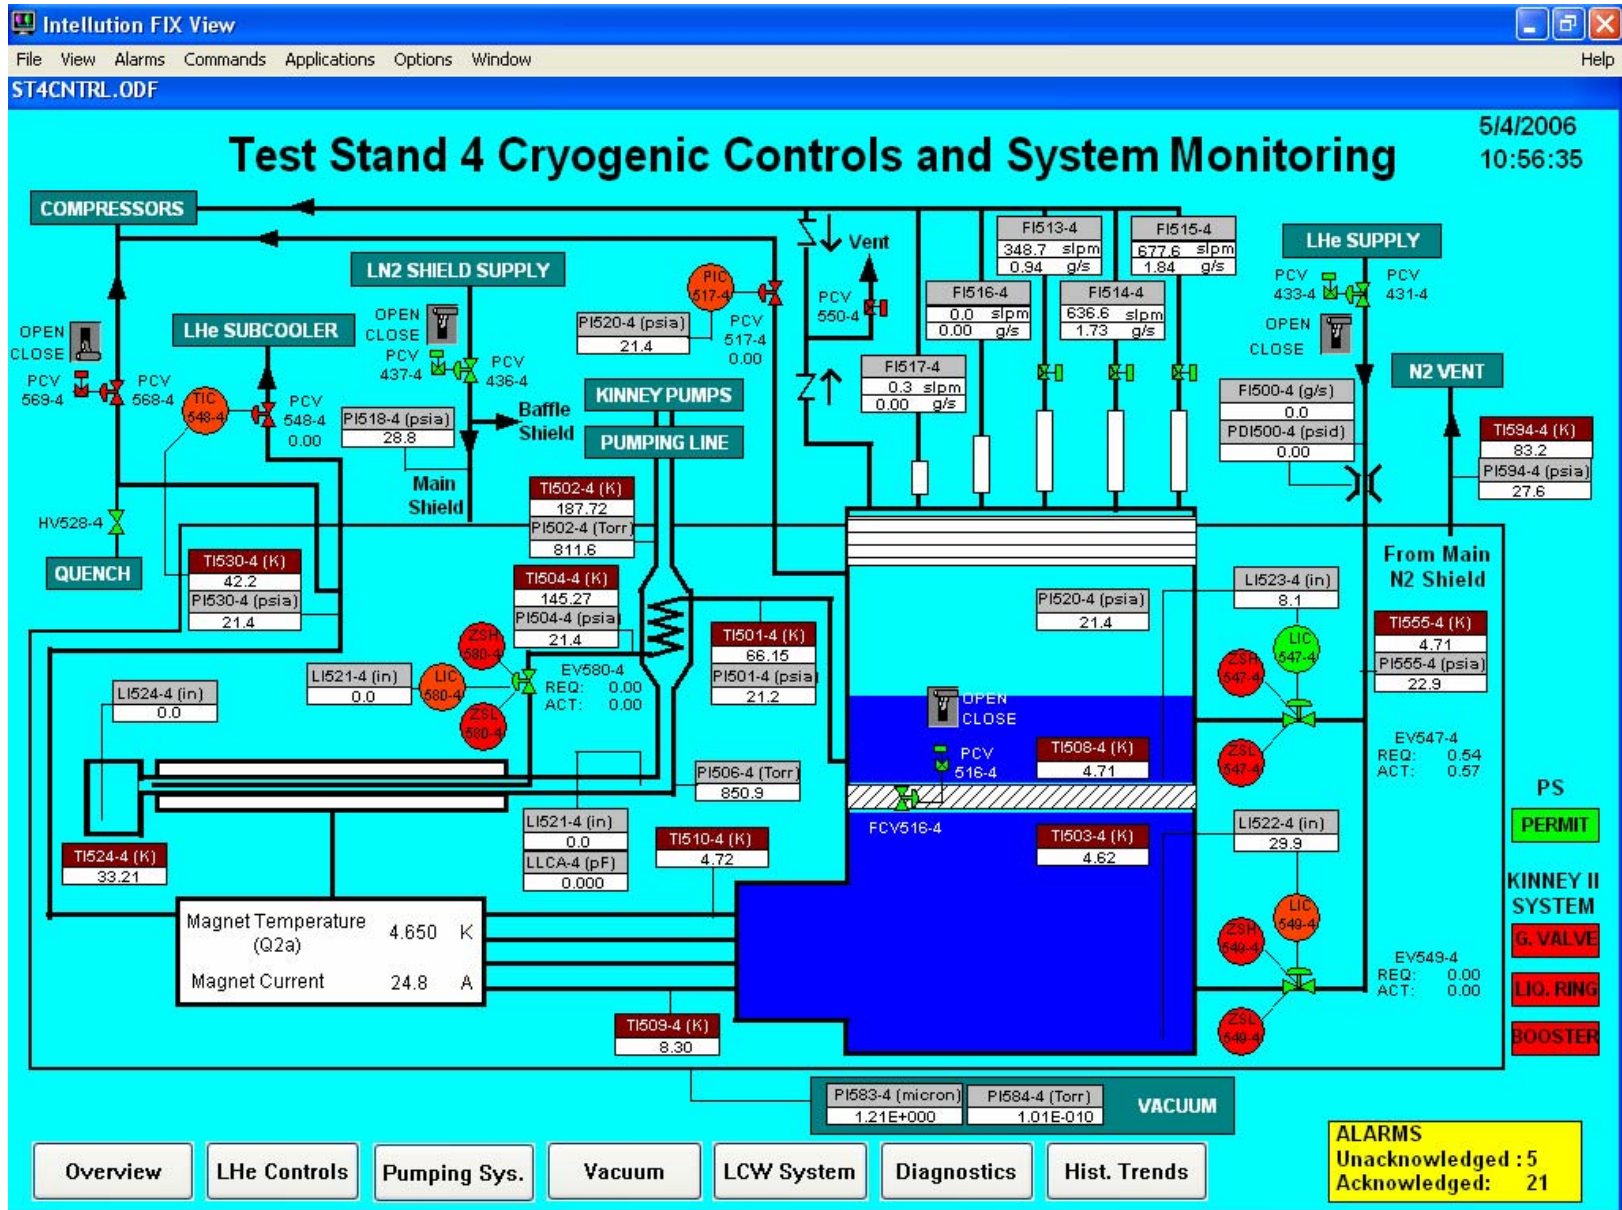 Intellution FIX View
File View Alarms Commands Applications Options Window Help
ST4CNTRL.ODF
5/4/2006
10:56:35
Test Stand 4 Cryogenic Controls and System Monitoring
COMPRESSORS
LHe SUPPLY
PCV
433-4
PCV
431-4
OPEN
CLOSE
Vent
PCV
550-4
FI513-4
348.7 slpm
0.94 g/s
FI515-4
677.6 slpm
1.84 g/s
FI516-4
0.0 slpm
0.00 g/s
FI514-4
636.6 slpm
1.73 g/s
FI517-4
0.3 slpm
0.00 g/s
LN2 SHIELD SUPPLY
OPEN
CLOSE
PCV
437-4
PCV
436-4
PIC
517-4
PCV
517-4
0.00
PI520-4 (psia)
21.4
OPEN
CLOSE
PCV
569-4
PCV
568-4
LHe SUBCOOLER
TIC
548-4
PCV
548-4
0.00
PI518-4 (psia)
28.8
Baffle
Shield
Main
Shield
KINNEY PUMPS
PUMPING LINE
N2 VENT
FI500-4 (g/s)
0.0
PDI500-4 (psid)
0.00
TI594-4 (K)
83.2
PI594-4 (psia)
27.6
HV528-4
QUENCH
TI530-4 (K)
42.2
PI530-4 (psia)
21.4
TI502-4 (K)
187.72
PI502-4 (Torr)
811.6
TI504-4 (K)
145.27
PI504-4 (psia)
21.4
From Main
N2 Shield
LI523-4 (in)
8.1
PI520-4 (psia)
21.4
TI501-4 (K)
66.15
PI501-4 (psia)
21.2
TI555-4 (K)
4.71
PI555-4 (psia)
22.9
LIC
547-4
ZSH
547-4
ZSL
547-4
EV547-4
REQ: 0.54
ACT: 0.57
ZSH
580-4
LIC
580-4
ZSL
580-4
EV580-4
REQ: 0.00
ACT: 0.00
LI521-4 (in)
0.0
LI524-4 (in)
0.0
OPEN
CLOSE
PCV
516-4
TI508-4 (K)
4.71
PI506-4 (Torr)
850.9
FCV516-4
TI503-4 (K)
4.62
LI522-4 (in)
29.9
PS
PERMIT
LI521-4 (in)
0.0
LLCA-4 (pF)
0.000
TI510-4 (K)
4.72
TI524-4 (K)
33.21
KINNEY II
SYSTEM
G. VALVE
LIQ. RING
BOOSTER
LIC
549-4
ZSH
549-4
ZSL
549-4
EV549-4
REQ: 0.00
ACT: 0.00
Magnet Temperature
(Q2a)
4.650 K
Magnet Current 24.8 A
TI509-4 (K)
8.30
PI583-4 (micron)
1.21E+000
PI584-4 (Torr)
1.01E-010
VACUUM
ALARMS
Unacknowledged : 5
Acknowledged: 21
Overview
LHe Controls
Pumping Sys.
Vacuum
LCW System
Diagnostics
Hist. Trends